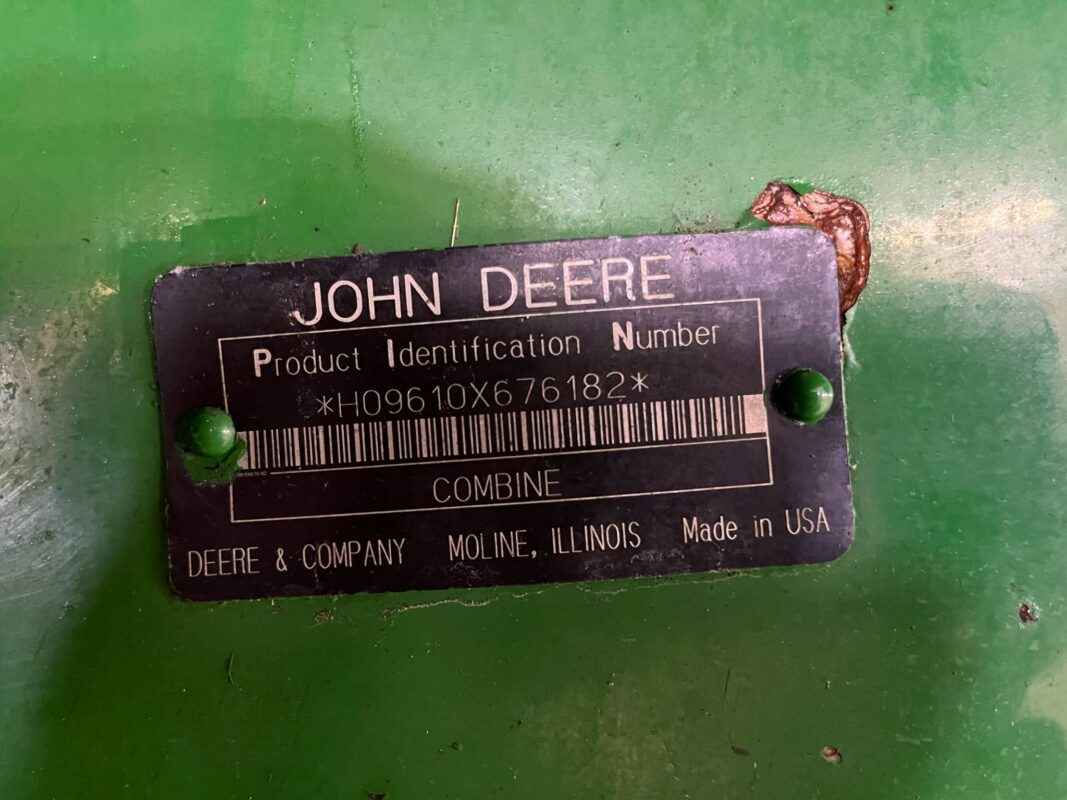 JOHN DEERE
Product Identification Number
*H09610X676182*
COMBINE
DEERE & COMPANY MOLINE, ILLINOIS Made in USA